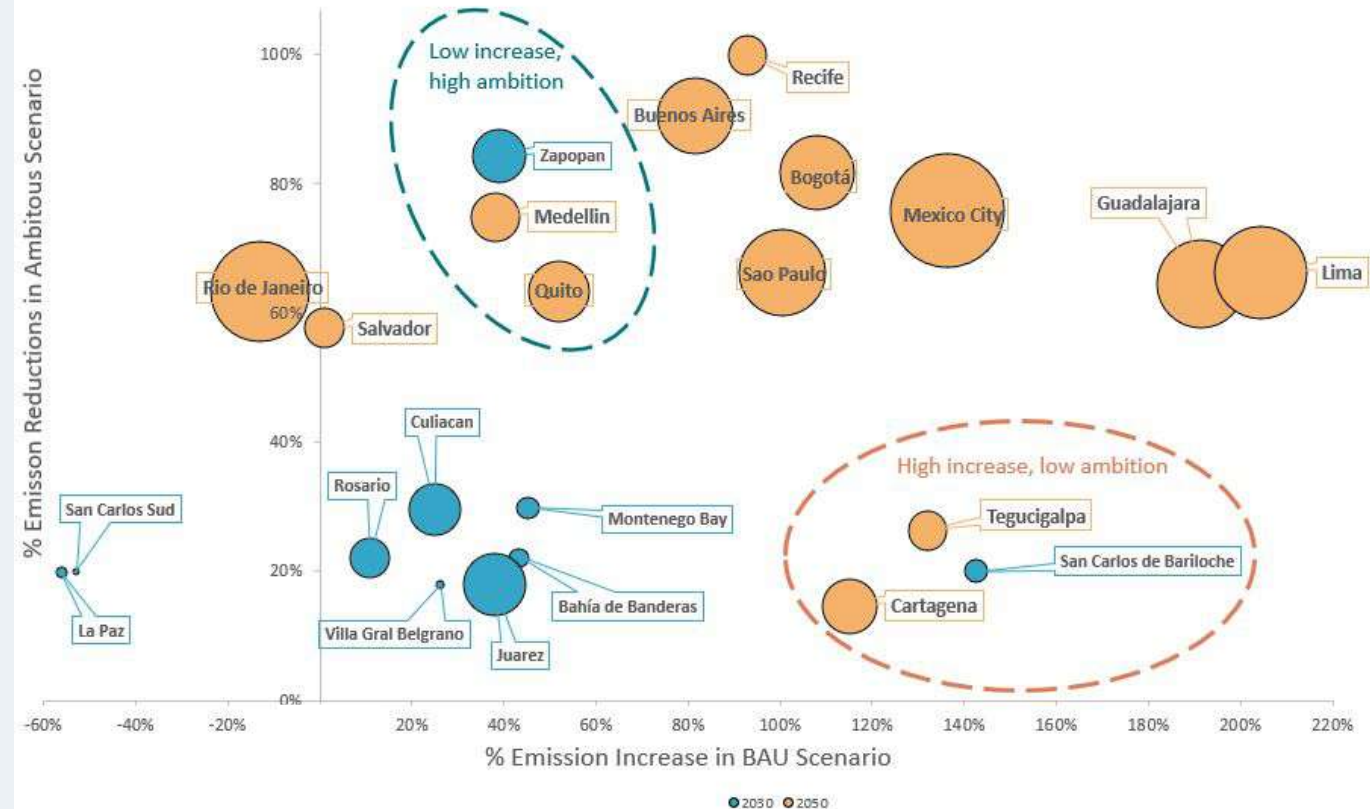 % Emisson Reductions in Ambitous Scenario
100%
80%
60%
40%
20%
0%
Low increase,
high ambition
Recife
Buenos Aires
Zapopan
Bogotá
Medellin
Mexico City
Guadalajara
Rio de Janeiro
Quito
Sao Paulo
Lima
Salvador
Culiacan
High increase, low ambition
Rosario
San Carlos Sud
Montenego Bay
Tegucigalpa
San Carlos de Bariloche
La Paz
Villa Gral Belgrano
Bahía de Banderas
Cartagena
Juarez
-60%
-40%
-20%
20%
40%
60%
80%
100%
120%
140%
160%
180%
200%
220%
% Emission Increase in BAU Scenario
2030 2050